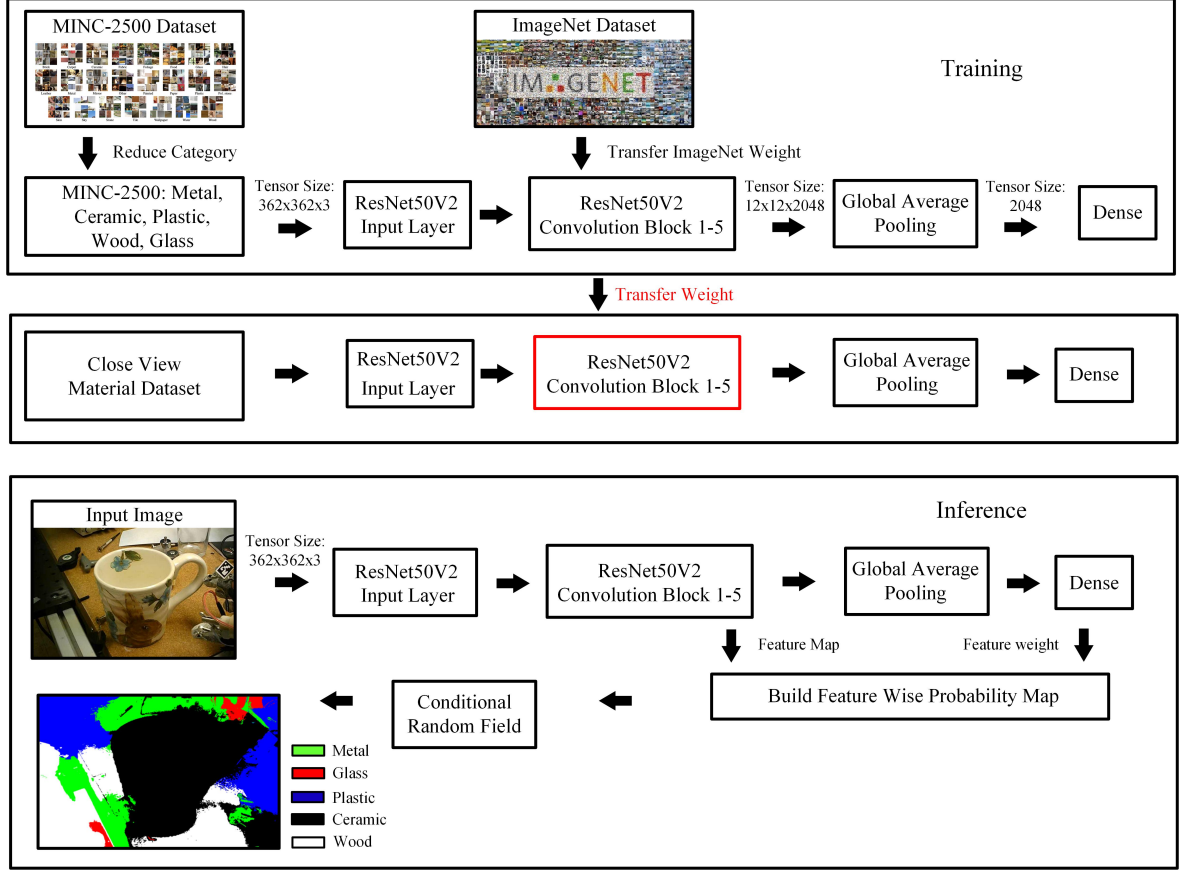 MINC-2500 Dataset
ImageNet Dataset
IMAGENET
Training
Reduce Category
Transfer ImageNet Weight
MINC-2500: Metal,
Ceramic, Plastic,
Wood, Glass
Tensor Size:
362x362x3
ResNet50V2
Input Layer
ResNet50V2
Convolution Block 1-5
Tensor Size:
12x12x2048
Global Average
Pooling
Tensor Size:
2048
Dense
Transfer Weight
Close View
Material Dataset
ResNet50V2
Input Layer
ResNet50V2
Convolution Block 1-5
Global Average
Pooling
Dense
Input Image
Inference
Tensor Size:
362x362x3
ResNet50V2
Input Layer
ResNet50V2
Convolution Block 1-5
Global Average
Pooling
Dense
Feature Map
Feature weight
Build Feature Wise Probability Map
Conditional
Random Field
Metal
Glass
Plastic
Ceramic
Wood